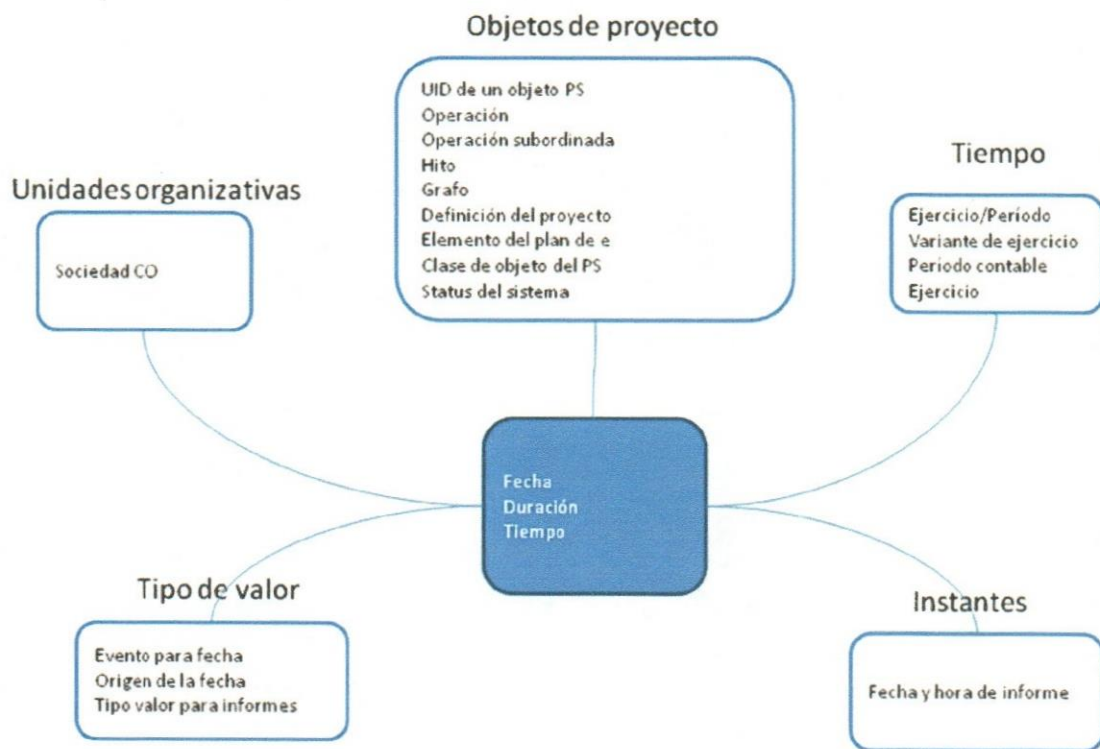 Objetos de proyecto
UID de un objeto PS
Operación
Operación subordinada
Hito
Grafo
Definición del proyecto
Elemento del plan de e
Clase de objeto del PS
Status del sistema
Unidades organizativas
Sociedad CO
Tiempo
Ejercicio/Período
Variante de ejercicio
Período contable
Ejercicio
Fecha
Duración
Tiempo
Tipo de valor
Evento para fecha
Origen de la fecha
Tipo valor para informes
Instantes
Fecha y hora de informe